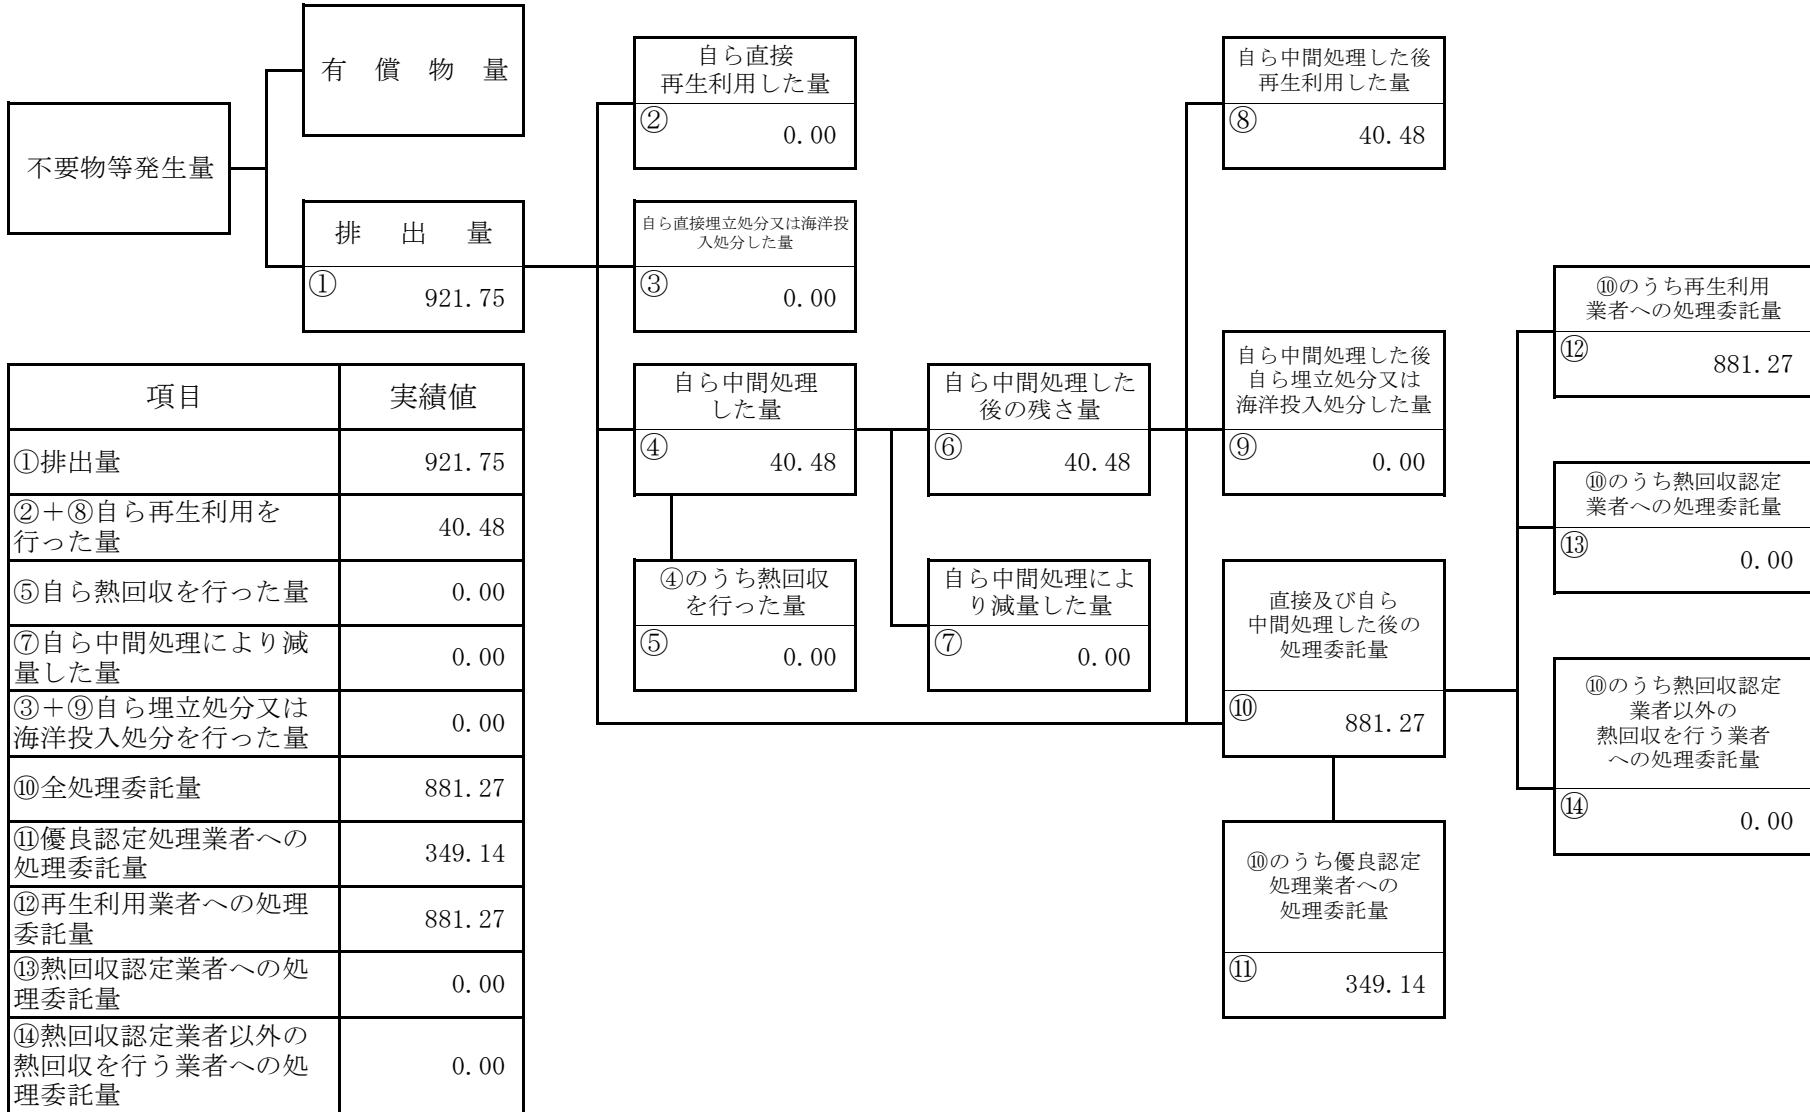 有 償 物 量
不要物等発生量
排 出 量
①
921.75
自ら直接
再生利用した量
②
0.00
自ら直接埋立処分又は海洋投
入処分した量
③
0.00
自ら中間処理
した量
④
40.48
④のうち熱回収
を行った量
⑤
0.00
自ら中間処理した
後の残さ量
⑥
40.48
自ら中間処理によ
り減量した量
⑦
0.00
自ら中間処理した後
再生利用した量
⑧
40.48
自ら中間処理した後
自ら埋立処分又は
海洋投入処分した量
⑨
0.00
直接及び自ら
中間処理した後の
処理委託量
⑩
881.27
⑩のうち優良認定
処理業者への
処理委託量
⑪
349.14
⑩のうち再生利用
業者への処理委託量
⑫
881.27
⑩のうち熱回収認定
業者への処理委託量
⑬
0.00
⑩のうち熱回収認定
業者以外の
熱回収を行う業者
への処理委託量
⑭
0.00
項目 実績値
①排出量 921.75
②+⑧自ら再生利用を
行った量 40.48
⑤自ら熱回収を行った量 0.00
⑦自ら中間処理により減
量した量 0.00
③+⑨自ら埋立処分又は
海洋投入処分を行った量 0.00
⑩全処理委託量 881.27
⑪優良認定処理業者への
処理委託量 349.14
⑫再生利用業者への処理
委託量 881.27
⑬熱回収認定業者への処
理委託量 0.00
⑭熱回収認定業者以外の
熱回収を行う業者への処
理委託量 0.00